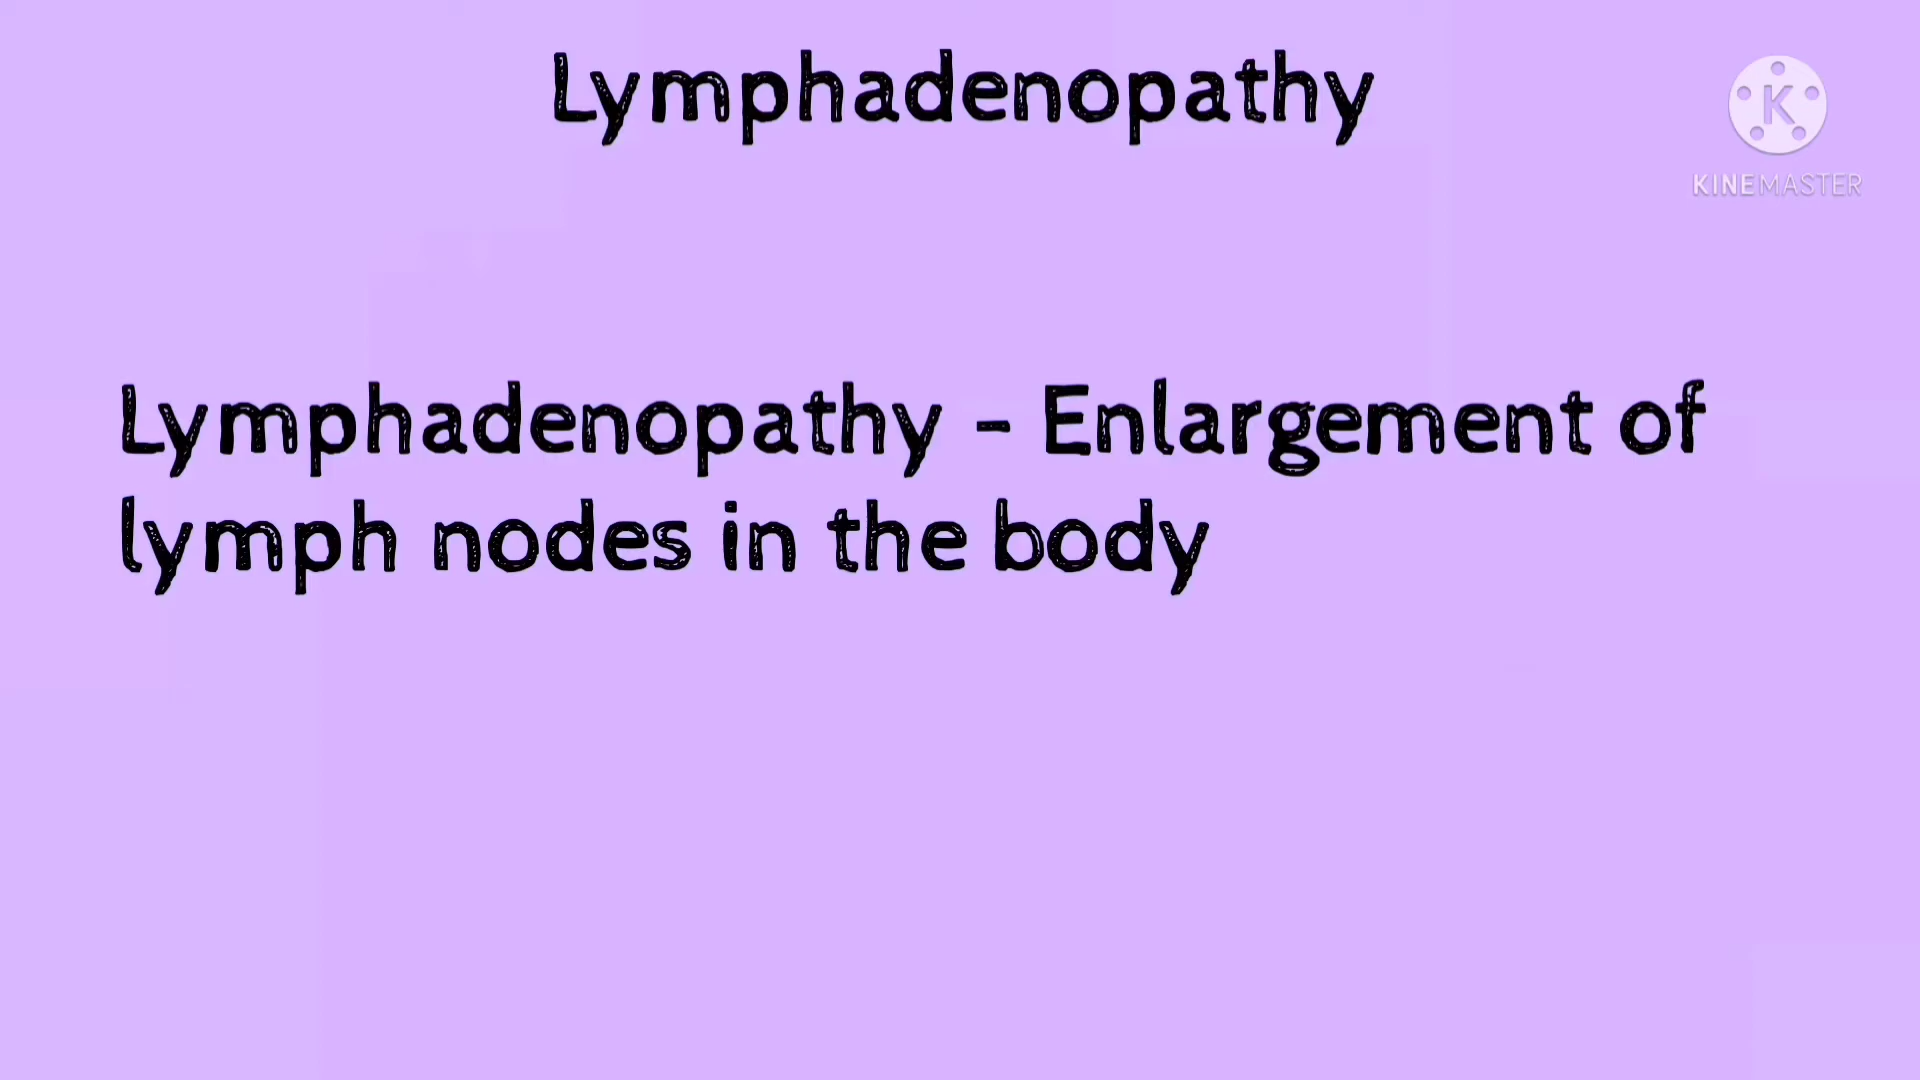 Lymphadenopathy
K
KINEMASTER
Lymphadenopathy - Enlargement of
lymph nodes in the body